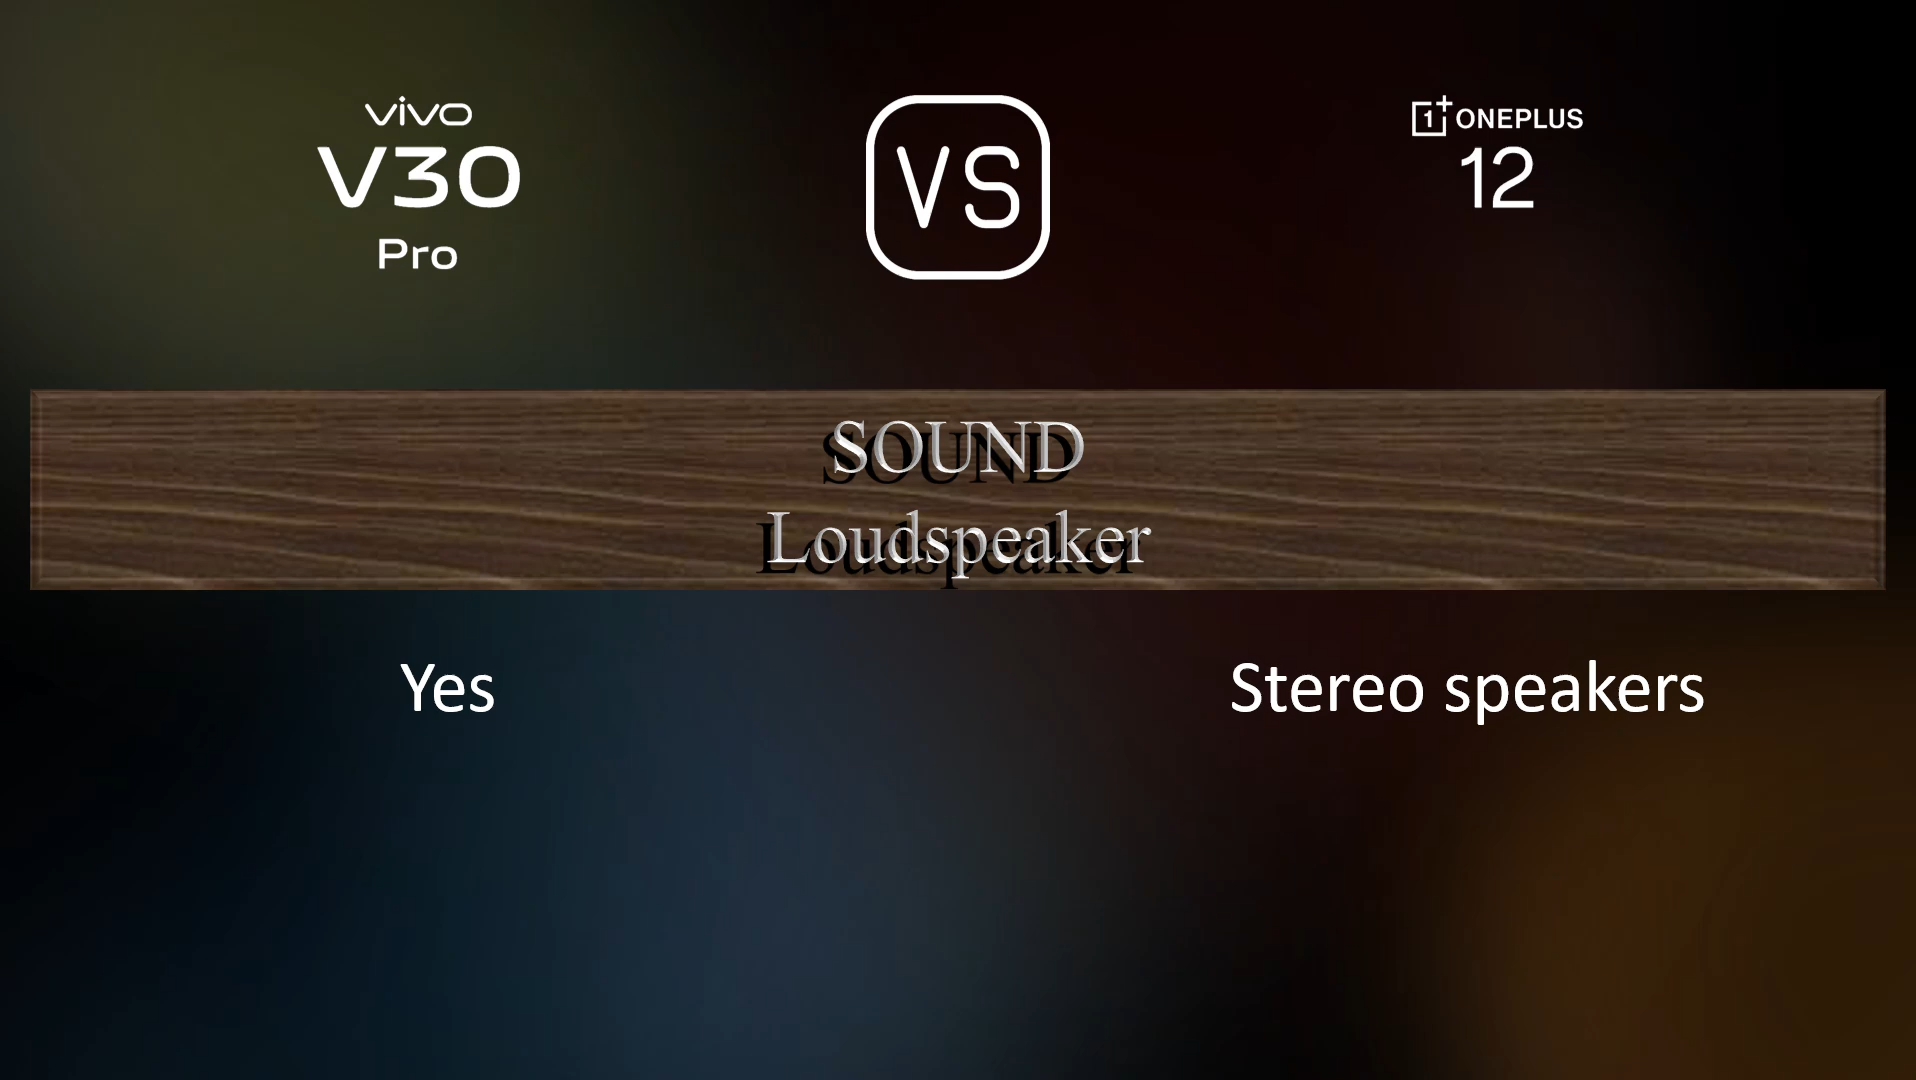 vivo
V30
Pro
VS
1+ ONEPLUS
12
SOUND
Loudspeaker
Yes
Stereo speakers